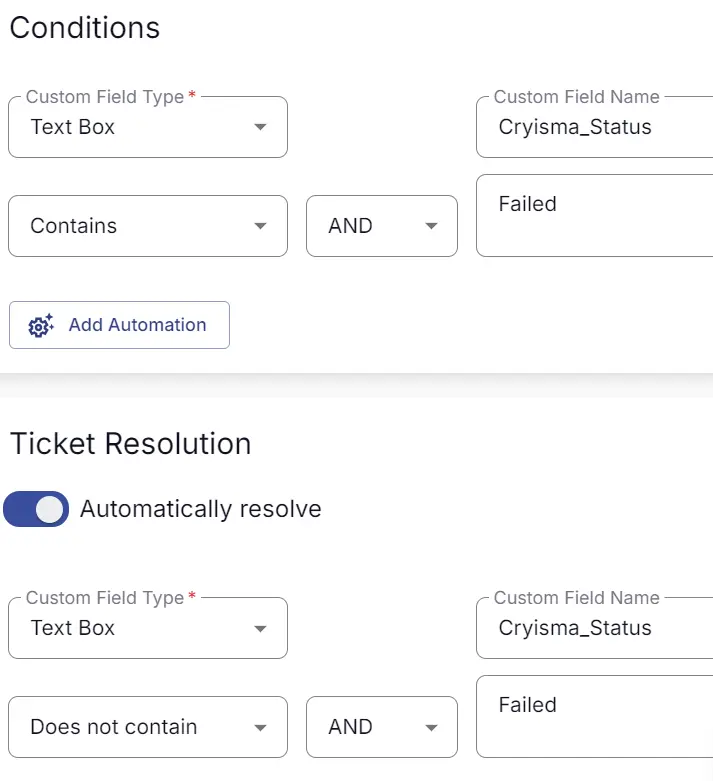 Conditions
Custom Field Type *
Custom Field Name
Text Box
Cryisma_Status
Contains
AND
Failed
Add Automation
Ticket Resolution
Automatically resolve
Custom Field Type *
Custom Field Name
Text Box
Cryisma_Status
Does not contain
AND
Failed